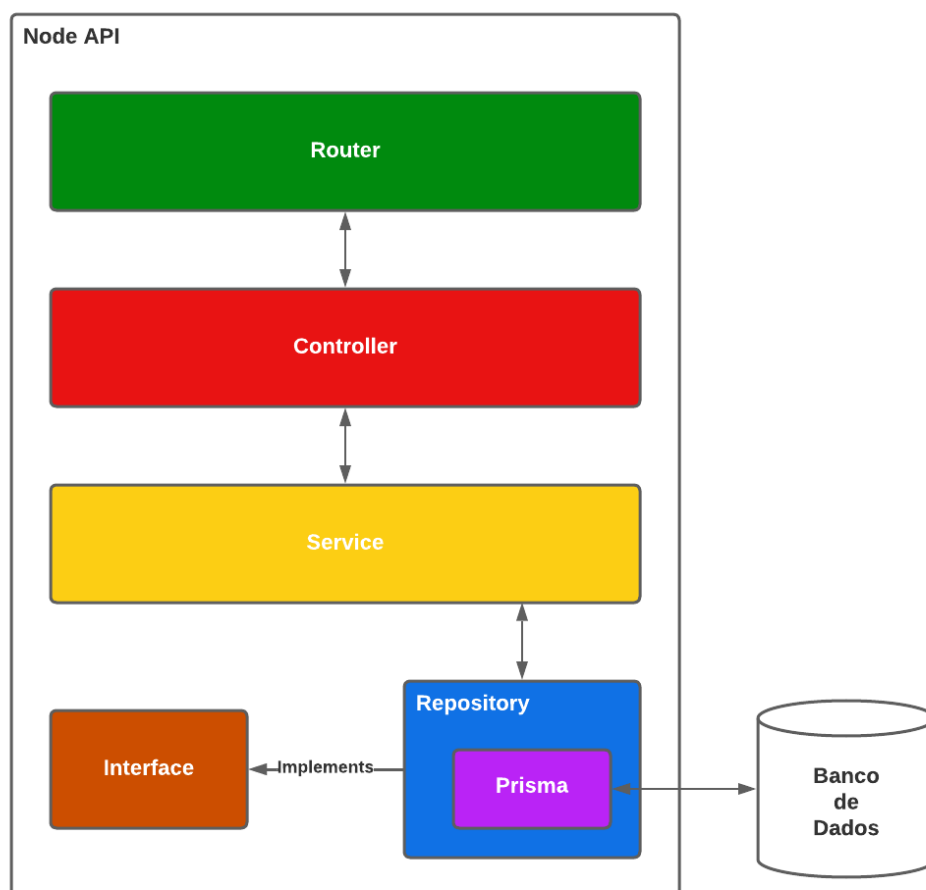 Node API
Router
Controller
Service
Repository
Interface
Implements
Prisma
Banco
de
Dados